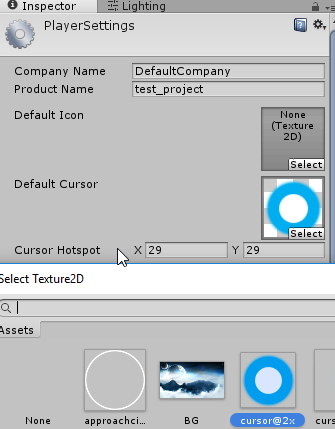 Inspector
Lighting
PlayerSettings
Company Name
DefaultCompany
Product Name
test_project
Default Icon
None
(Texture
2D)
Select
Default Cursor
Select
Cursor Hotspot
X 29
Y 29
Select Texture2D
Assets
None
approachci...
BG
cursor@2x